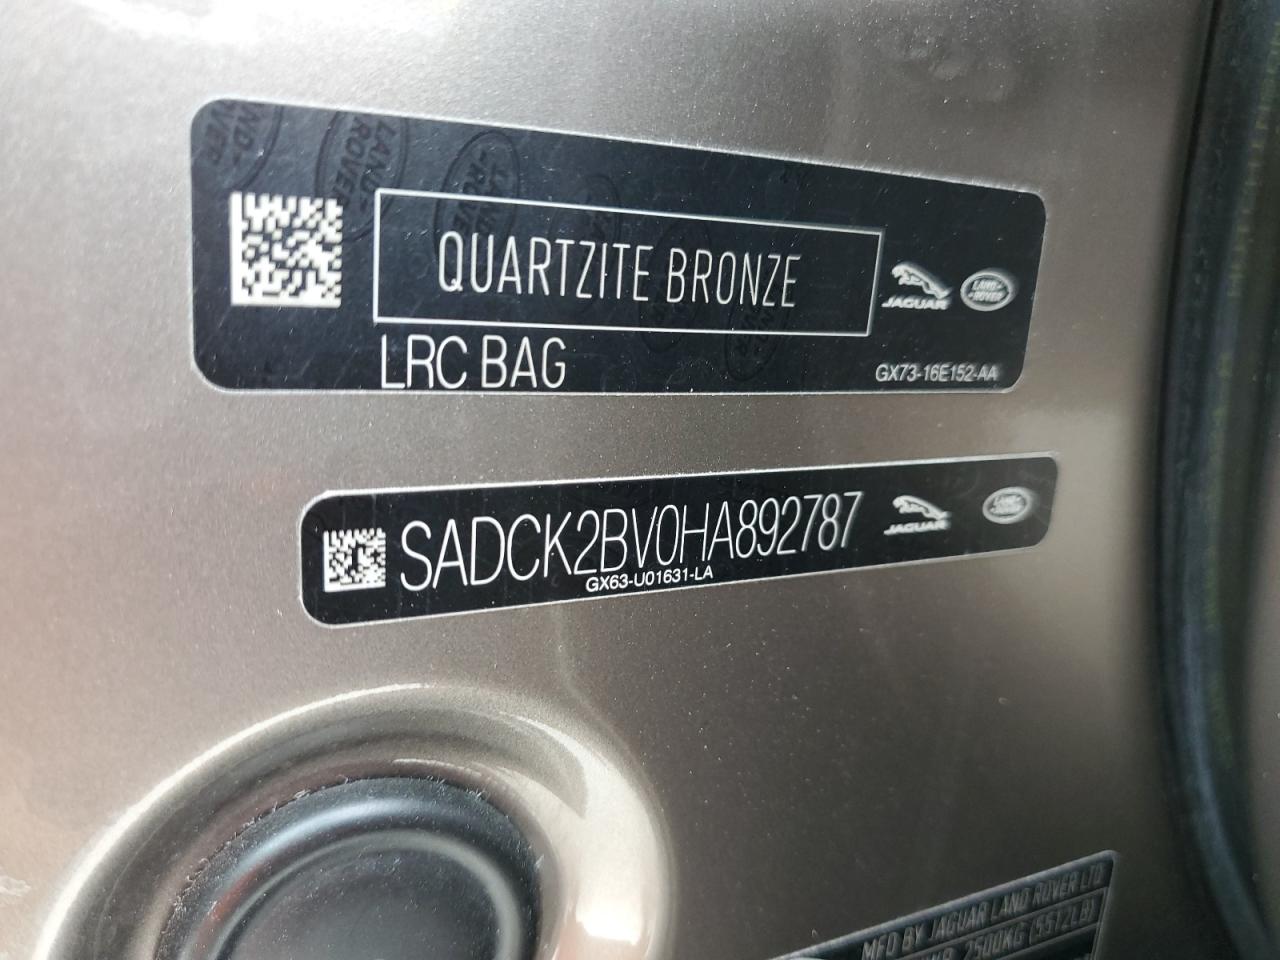 QUARTZITE BRONZE
JAGUAR
LAND-
-ROVER
LRC BAG
GX73-16E152-AA
SADCK2BV0HA892787
GX63-U01631-LA
JAGUAR
MFD BY JAGUAR LAND ROVER LTD
2500KG (5512LB)